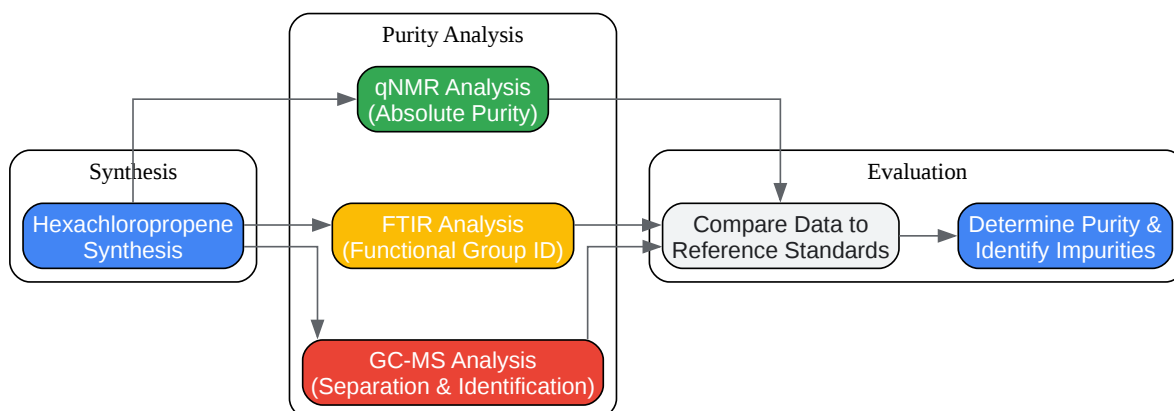 Purity Analysis
qNMR Analysis
(Absolute Purity)
Synthesis
Hexachloropropene
Synthesis
FTIR Analysis
(Functional Group ID)
GC-MS Analysis
(Separation & Identification)
Evaluation
Compare Data to
Reference Standards
Determine Purity &
Identify Impurities